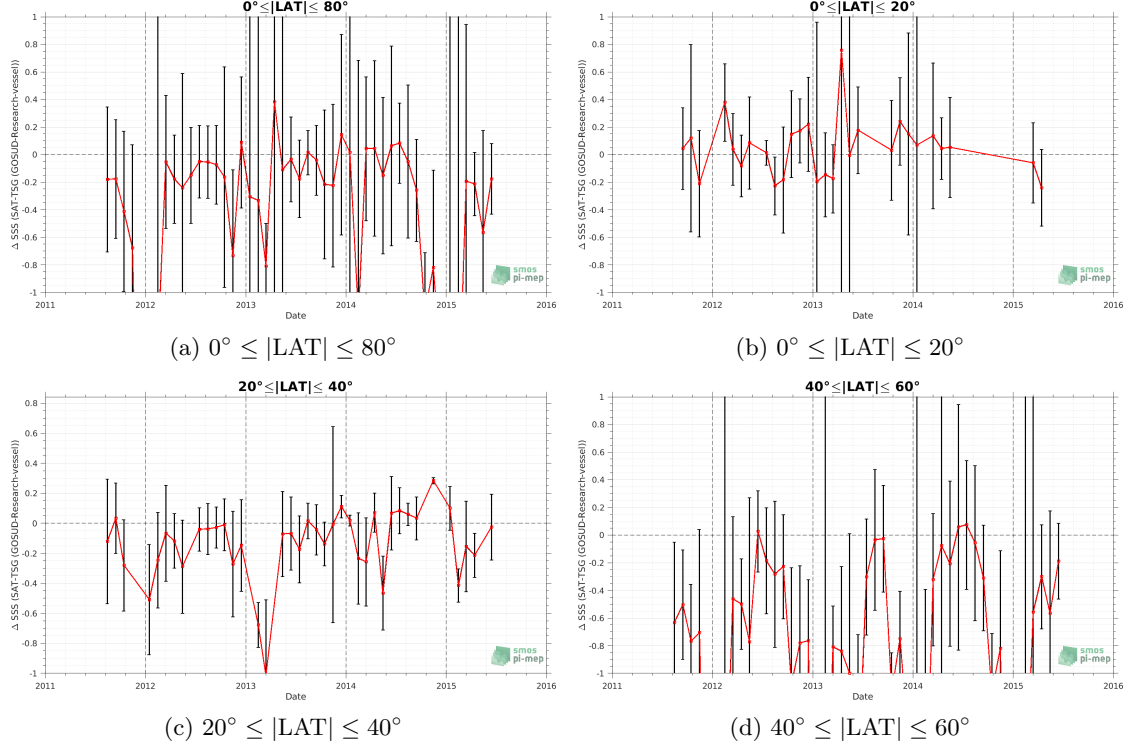 0°≤|LAT|≤ 80°
1
0.8
0.6
0.4
0.2
0
-0.2
-0.4
-0.6
-0.8
-1
Δ SSS (SAT-TSG (GOSUD-Research-vessel))
2011
2012
2013
2014
2015
2016
Date
smos
pi-mep
(a) 0° ≤ |LAT| ≤ 80°
0°≤|LAT|≤ 20°
1
0.8
0.6
0.4
0.2
0
-0.2
-0.4
-0.6
-0.8
-1
Δ SSS (SAT-TSG (GOSUD-Research-vessel))
2011
2012
2013
2014
2015
2016
Date
smos
pi-mep
(b) 0° ≤ |LAT| ≤ 20°
20°≤|LAT|≤ 40°
0.8
0.6
0.4
0.2
0
-0.2
-0.4
-0.6
-0.8
-1
Δ SSS (SAT-TSG (GOSUD-Research-vessel))
2011
2012
2013
2014
2015
2016
Date
smos
pi-mep
(c) 20° ≤ |LAT| ≤ 40°
40°≤|LAT|≤ 60°
1
0.8
0.6
0.4
0.2
0
-0.2
-0.4
-0.6
-0.8
-1
Δ SSS (SAT-TSG (GOSUD-Research-vessel))
2011
2012
2013
2014
2015
2016
Date
smos
pi-mep
(d) 40° ≤ |LAT| ≤ 60°